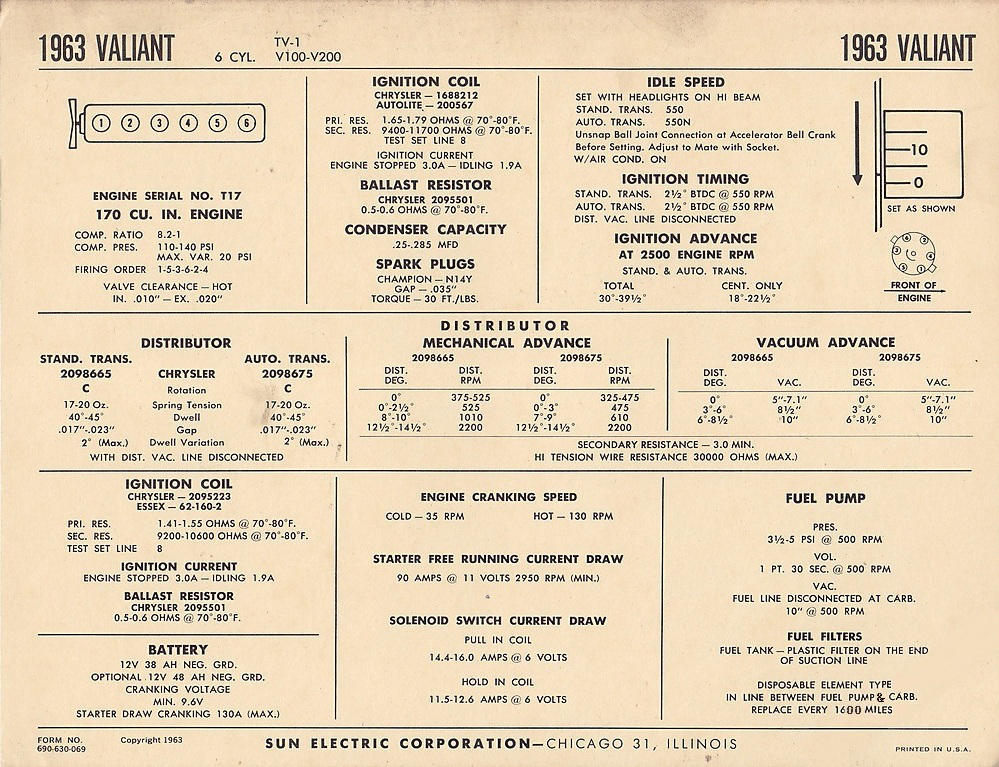 1963 VALIANT
6 CYL.
TV-1
V100-V200
1963 VALIANT
1 2 3 4 5 6
ENGINE SERIAL NO. T17
170 CU. IN. ENGINE
COMP. RATIO 8.2-1
COMP. PRES. 110-140 PSI
MAX. VAR. 20 PSI
FIRING ORDER 1-5-3-6-2-4
VALVE CLEARANCE — HOT
IN. .010" — EX. .020"
IGNITION COIL
CHRYSLER — 1688212
AUTOLITE — 200567
PRI. RES. 1.65-1.79 OHMS @ 70°-80°F.
SEC. RES. 9400-11700 OHMS @ 70°-80°F.
TEST SET LINE 8
IGNITION CURRENT
ENGINE STOPPED 3.0A — IDLING 1.9A
BALLAST RESISTOR
CHRYSLER 2095501
0.5-0.6 OHMS @ 70°-80°F.
CONDENSER CAPACITY
.25-.285 MFD
SPARK PLUGS
CHAMPION — N14Y
GAP — .035"
TORQUE — 30 FT./LBS.
IDLE SPEED
SET WITH HEADLIGHTS ON HI BEAM
STAND. TRANS. 550
AUTO. TRANS. 550N
Unsnap Ball Joint Connection at Accelerator Bell Crank
Before Setting. Adjust to Mate with Socket.
W/AIR COND. ON
IGNITION TIMING
STAND. TRANS. 2½° BTDC @ 550 RPM
AUTO. TRANS. 2½° BTDC @ 550 RPM
DIST. VAC. LINE DISCONNECTED
IGNITION ADVANCE
AT 2500 ENGINE RPM
STAND. & AUTO. TRANS.
TOTAL CENT. ONLY
30°-39½° 18°-22½°
10
0
SET AS SHOWN
FRONT OF
ENGINE
DISTRIBUTOR
DISTRIBUTOR
STAND. TRANS. AUTO. TRANS.
2098665 CHRYSLER 2098675
C Rotation C
17-20 Oz. Spring Tension 17-20 Oz.
40°-45° Dwell 40°-45°
.017"-.023" Gap .017"-.023"
2° (Max.) Dwell Variation 2° (Max.)
WITH DIST. VAC. LINE DISCONNECTED
MECHANICAL ADVANCE
2098665 2098675
DIST. DIST. DIST. DIST.
DEG. RPM DEG. RPM
0° 375-525 0° 325-475
0°-2½° 525 0°-3° 475
8°-10° 1010 7°-9° 610
12½°-14½° 2200 12½°-14½° 2200
VACUUM ADVANCE
2098665 2098675
DIST. DIST.
DEG. VAC. DEG. VAC.
0° 5"-7.1" 0° 5"-7.1"
3°-6° 8½" 3°-6° 8½"
6°-8½° 10" 6°-8½° 10"
SECONDARY RESISTANCE — 3.0 MIN.
HI TENSION WIRE RESISTANCE 30000 OHMS (MAX.)
IGNITION COIL
CHRYSLER — 2095223
ESSEX — 62-160-2
PRI. RES. 1.41-1.55 OHMS @ 70°-80°F.
SEC. RES. 9200-10600 OHMS @ 70°-80°F.
TEST SET LINE 8
IGNITION CURRENT
ENGINE STOPPED 3.0A — IDLING 1.9A
BALLAST RESISTOR
CHRYSLER 2095501
0.5-0.6 OHMS @ 70°-80°F.
BATTERY
12V 38 AH NEG. GRD.
OPTIONAL 12V 48 AH NEG. GRD.
CRANKING VOLTAGE
MIN. 9.6V
STARTER DRAW CRANKING 130A (MAX.)
ENGINE CRANKING SPEED
COLD — 35 RPM HOT — 130 RPM
STARTER FREE RUNNING CURRENT DRAW
90 AMPS @ 11 VOLTS 2950 RPM (MIN.)
SOLENOID SWITCH CURRENT DRAW
PULL IN COIL
14.4-16.0 AMPS @ 6 VOLTS
HOLD IN COIL
11.5-12.6 AMPS @ 6 VOLTS
FUEL PUMP
PRES.
3½-5 PSI @ 500 RPM
VOL.
1 PT. 30 SEC. @ 500 RPM
VAC.
FUEL LINE DISCONNECTED AT CARB.
10" @ 500 RPM
FUEL FILTERS
FUEL TANK — PLASTIC FILTER ON THE END
OF SUCTION LINE
DISPOSABLE ELEMENT TYPE
IN LINE BETWEEN FUEL PUMP & CARB.
REPLACE EVERY 1600 MILES
FORM NO.
690-630-069
Copyright 1963
SUN ELECTRIC CORPORATION—CHICAGO 31, ILLINOIS
PRINTED IN U.S.A.